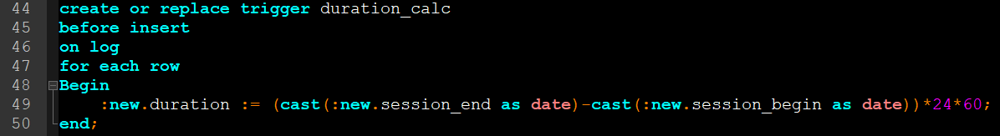 44 create or replace trigger duration_calc
45 before insert
46 on log
47 for each row
48 Begin
49 :new.duration := (cast(:new.session_end as date)-cast(:new.session_begin as date))*24*60;
50 end;